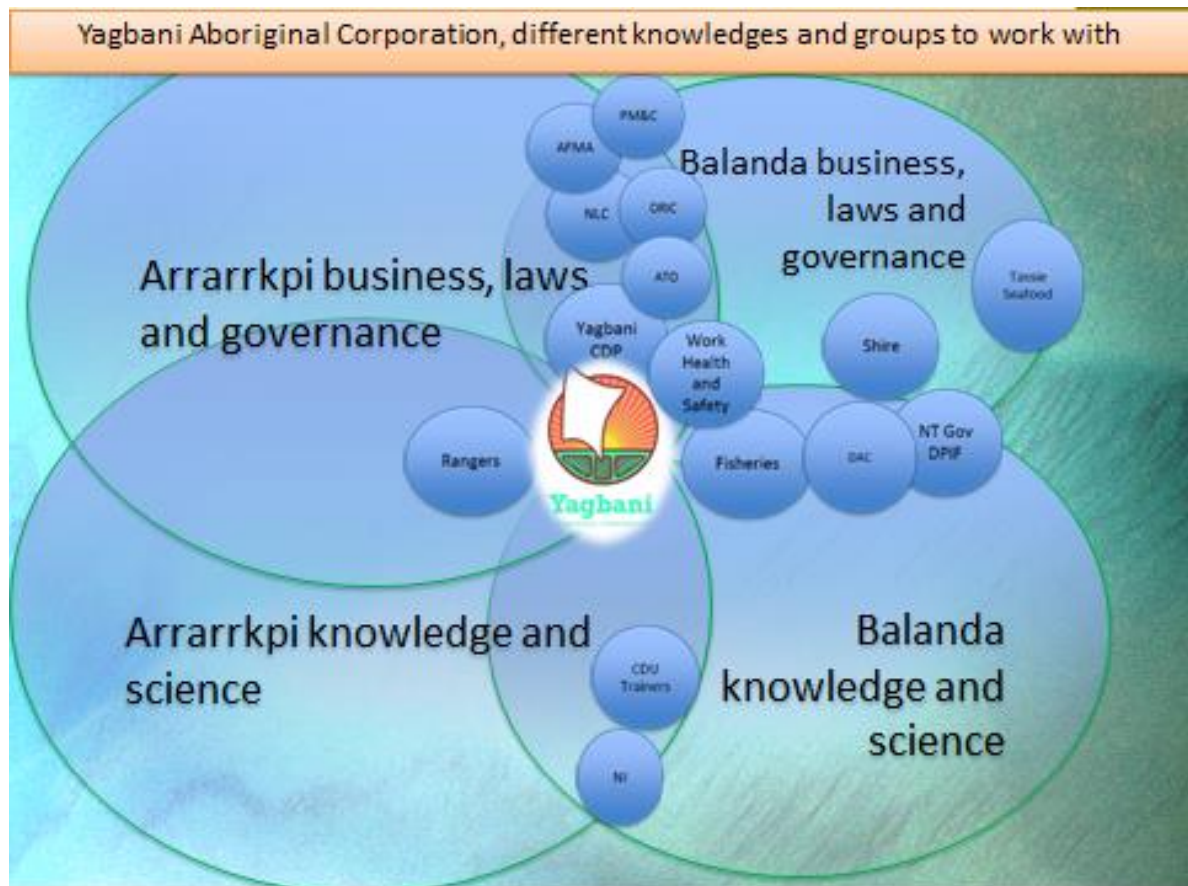 Yagbani Aboriginal Corporation, different knowledges and groups to work with
PM&C
AFMA
Balanda business,
laws and
governance
NLC
ORIC
Arrarrkpi business, laws
and governance
ATO
Tassie
Seafood
Yagbani
CDP
Work
Health
and
Safety
Shire
Rangers
Yagbani
Fisheries
DAC
NT Gov
DPIF
Arrarrkpi knowledge and
science
CDU
Trainers
Balanda
knowledge and
science
NI